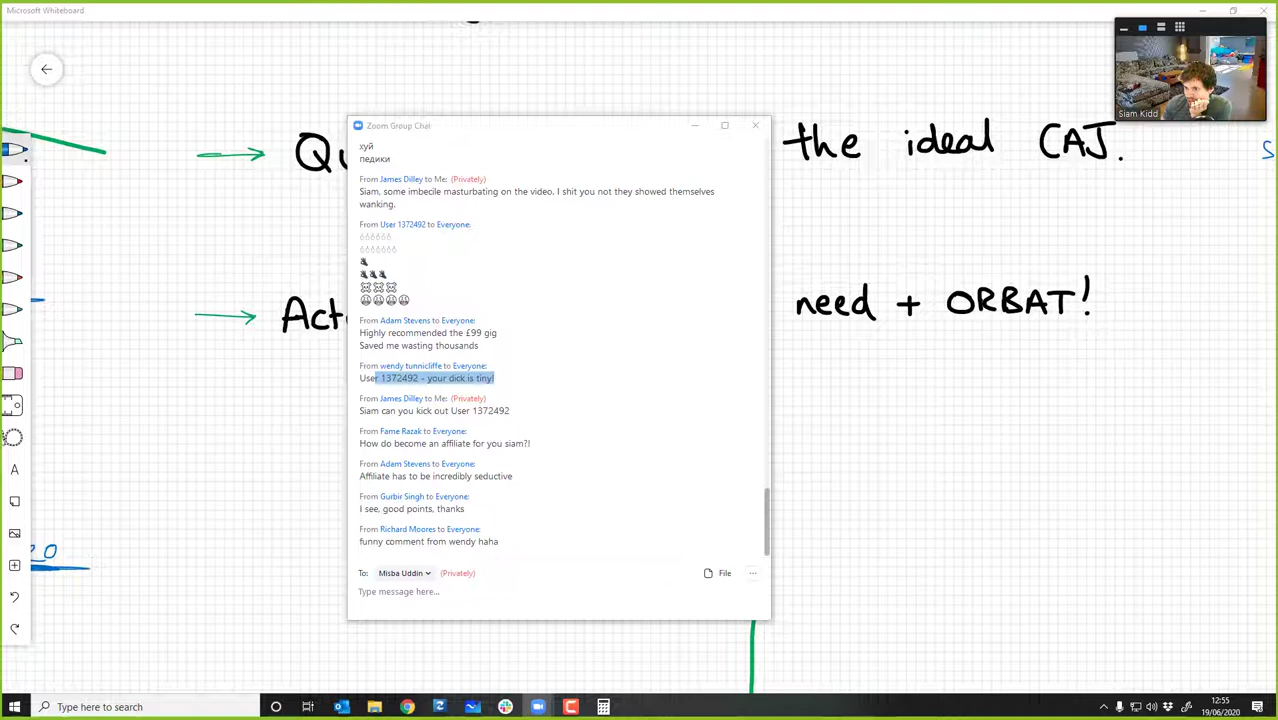 Microsoft Whiteboard
Siam Kidd
the ideal CAJ.
need + ORBAT!
Zoom Group Chat
хуй
педики
From James Dilley to Me: (Privately)
Siam, some imbecile masturbating on the video. I shit you not they showed themselves
wanking.
From User 1372492 to Everyone:
From Adam Stevens to Everyone:
Highly recommended the £99 gig
Saved me wasting thousands
From wendy tunnicliffe to Everyone:
User 1372492 - your dick is tiny!
From James Dilley to Me: (Privately)
Siam can you kick out User 1372492
From Fame Razak to Everyone:
How do become an affiliate for you siam?!
From Adam Stevens to Everyone:
Affiliate has to be incredibly seductive
From Gurbir Singh to Everyone:
I see, good points, thanks
From Richard Moores to Everyone:
funny comment from wendy haha
To: Misba Uddin (Privately) File
Type message here...
Type here to search
12:55
19/06/2020